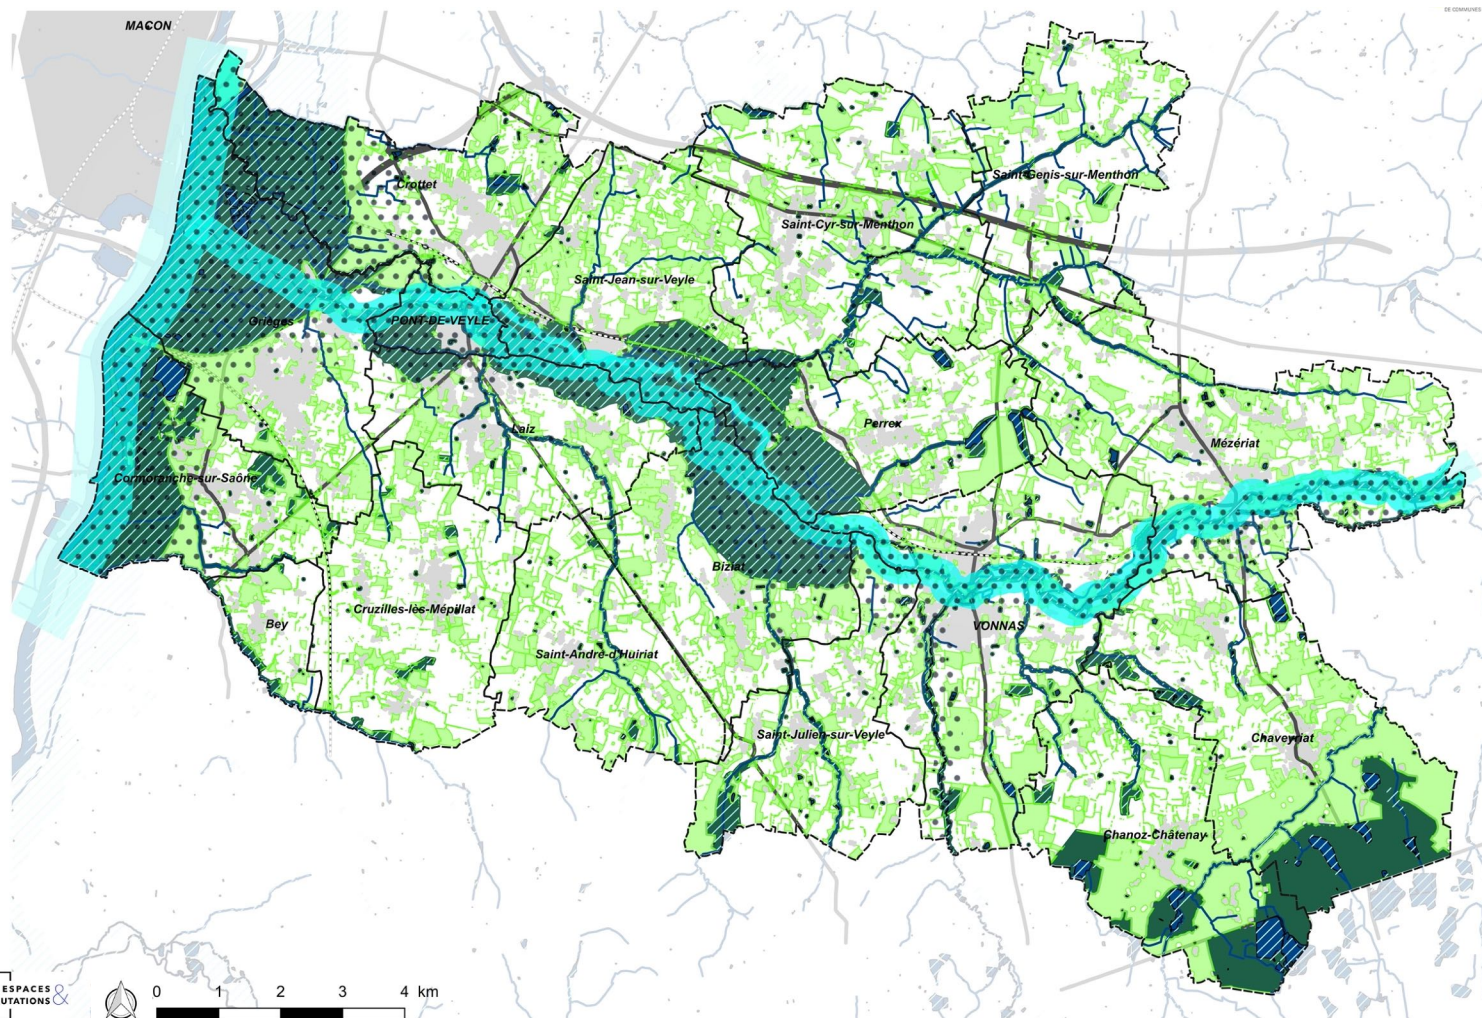 DE COMMUNES
MACON
Crottet
Saint-Genis-sur-Menthon
Saint-Cyr-sur-Menthon
Saint-Jean-sur-Veyle
Grièges
PONT-DE-VEYLE
Laiz
Perrex
Mézériat
Cormoranche-sur-Saône
Biziat
Cruzilles-lès-Mépillat
Bey
VONNAS
Saint-André-d'Huiriat
Saint-Julien-sur-Veyle
Chaveyriat
Chanoz-Châtenay
ESPACES
UTATIONS &
0 1 2 3 4 km